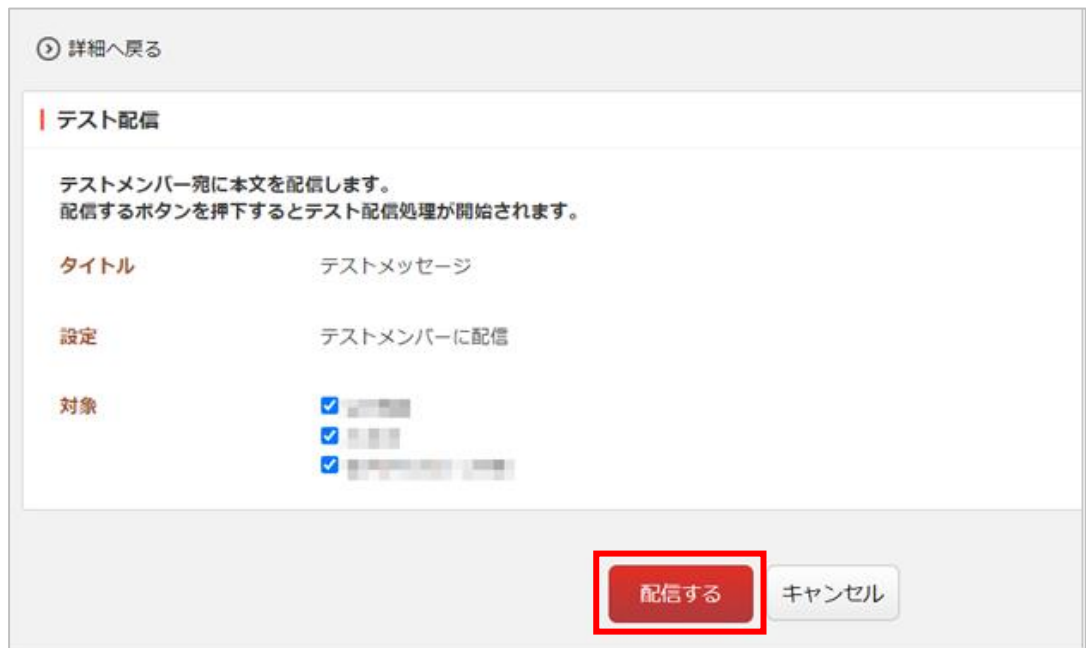 詳細へ戻る
テスト配信
テストメンバー宛に本文を配信します。
配信するボタンを押下するとテスト配信処理が開始されます。
タイトル テストメッセージ
設定 テストメンバーに配信
対象
配信する キャンセル